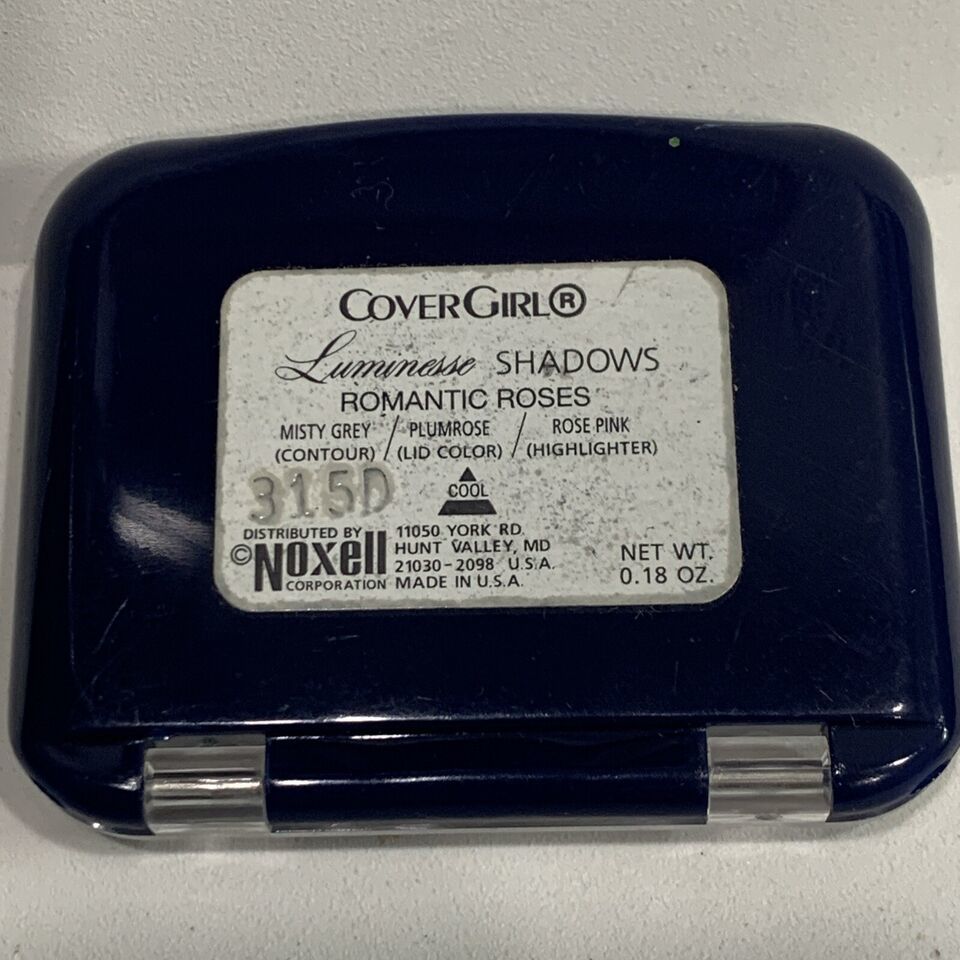 COVERGIRL®
Luminesse SHADOWS
ROMANTIC ROSES
MISTY GREY / PLUMROSE / ROSE PINK
(CONTOUR) (LID COLOR) (HIGHLIGHTER)
315D
COOL
DISTRIBUTED BY
© NOXELL CORPORATION
11050 YORK RD.
HUNT VALLEY, MD
21030-2098 U.S.A.
MADE IN U.S.A.
NET WT.
0.18 OZ.